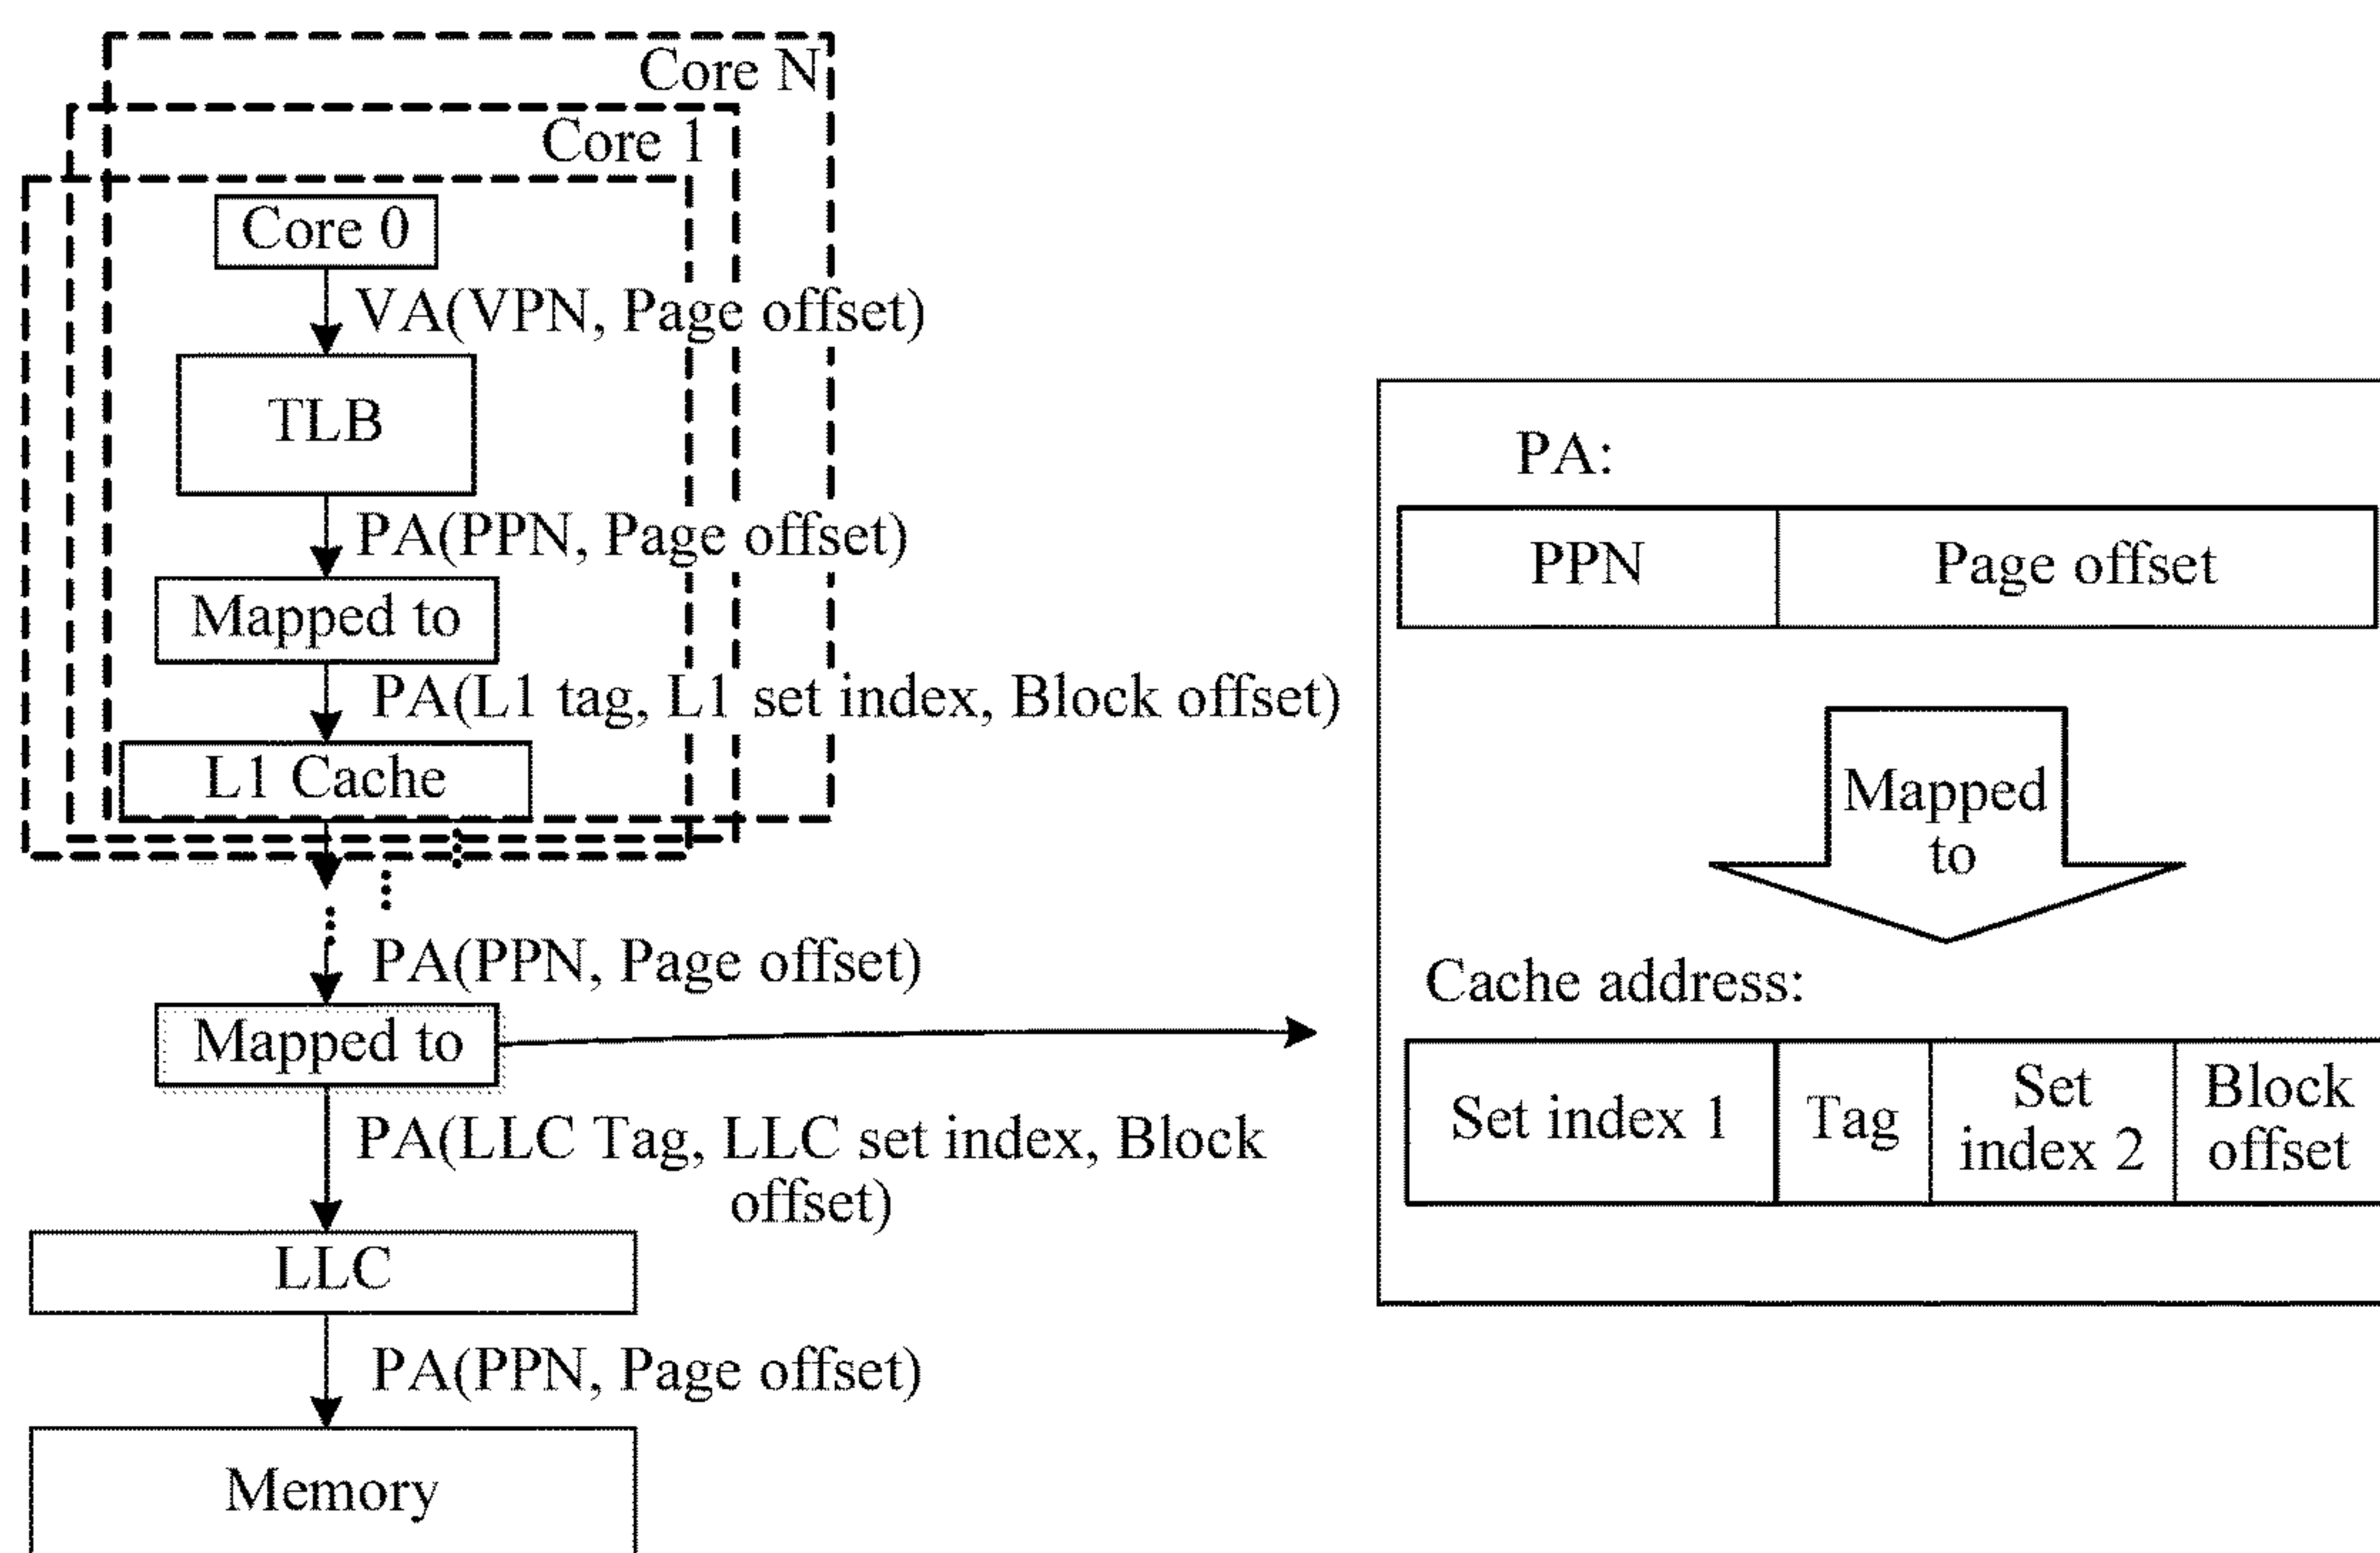 Core N
Core 1
Core 0
VA(VPN, Page offset)
TLB
PA(PPN, Page offset)
Mapped to
PA(L1 tag, L1 set index, Block offset)
L1 Cache
PA(PPN, Page offset)
Mapped to
PA(LLC Tag, LLC set index, Block
offset)
LLC
PA(PPN, Page offset)
Memory
PA:
PPN
Page offset
Mapped
to
Cache address:
Set index 1
Tag
Set
index 2
Block
offset